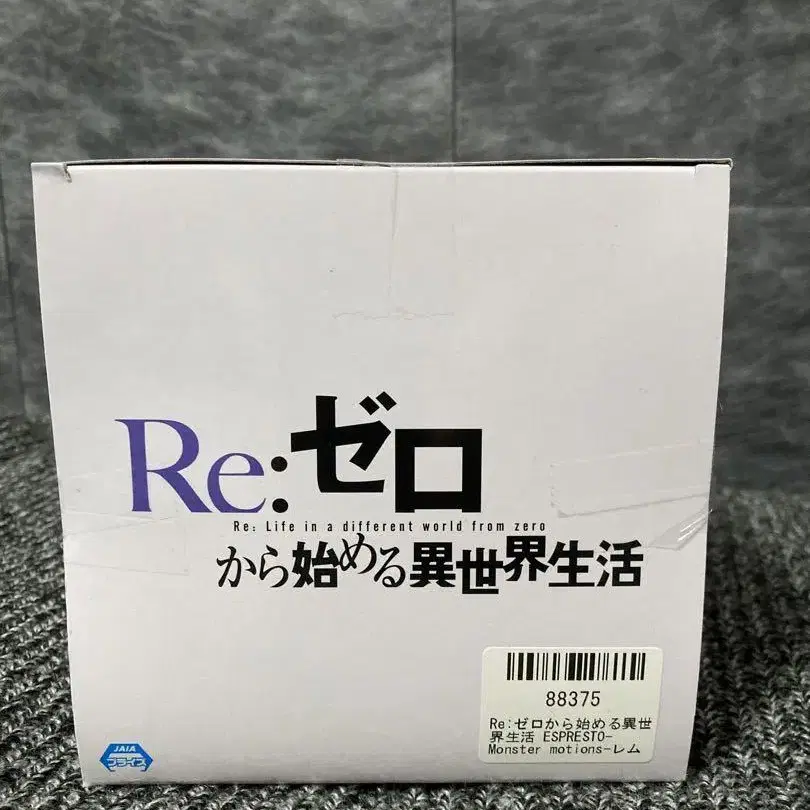 Re:ゼロ
Re: Life in a different world from zero
から始める異世界生活
88375
Re:ゼロから始める異世
界生活 ESPRESTO-
Monster motions-レム
JAIA
プライズ